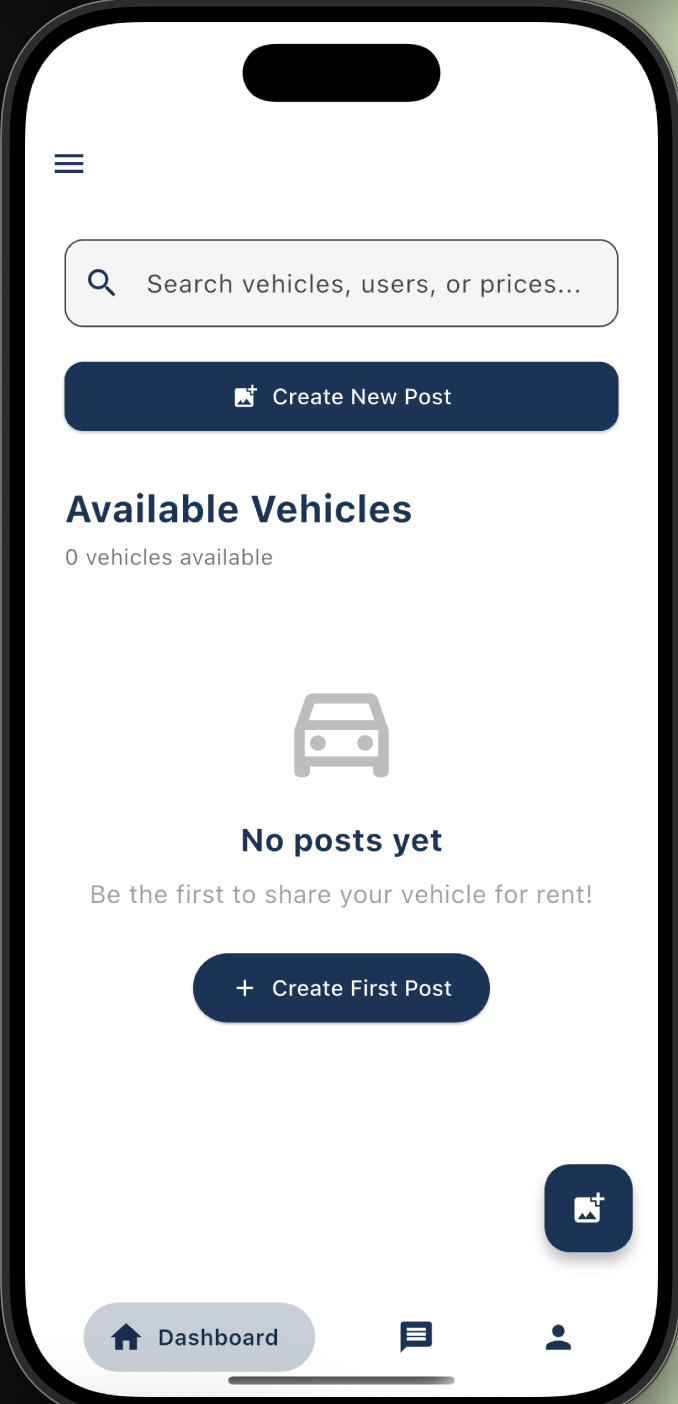 Search vehicles, users, or prices...
Create New Post
Available Vehicles
0 vehicles available
No posts yet
Be the first to share your vehicle for rent!
Create First Post
Dashboard